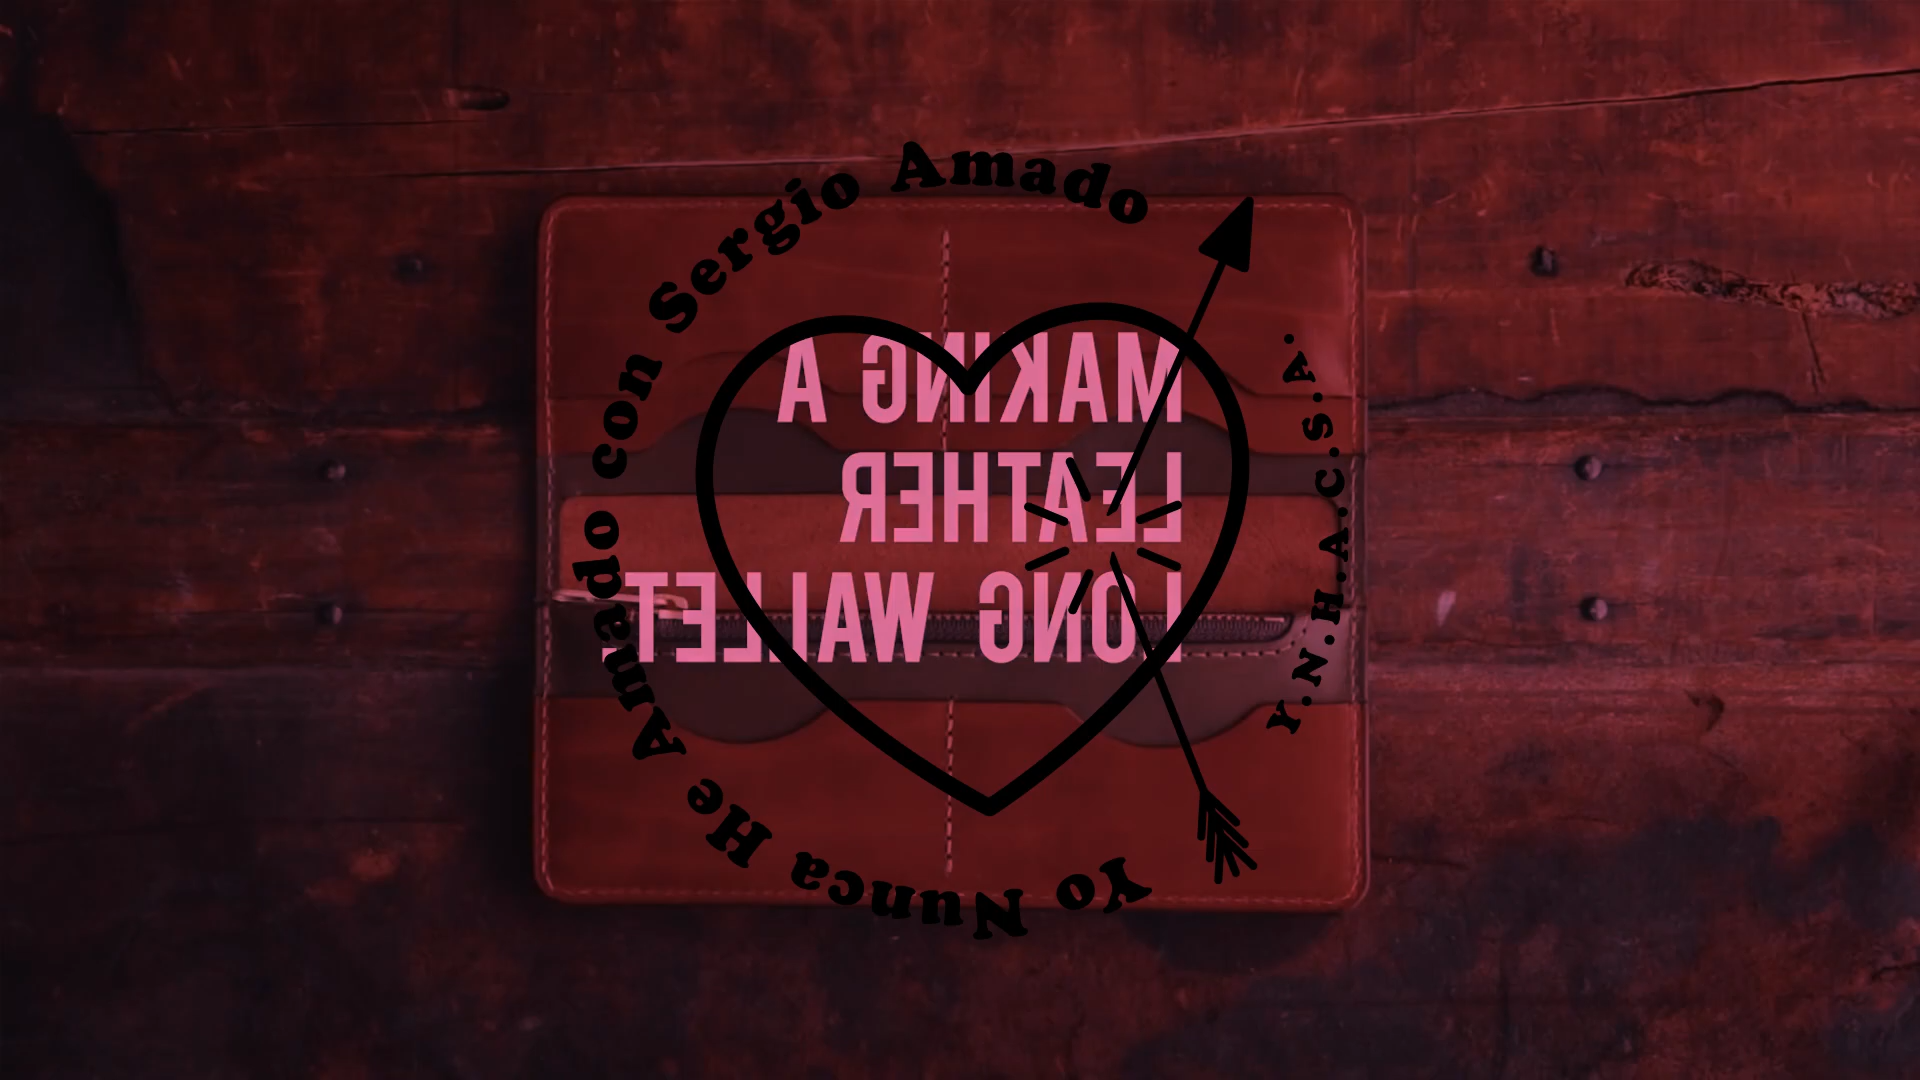 Yo Nunca He Amado con Sergio Amado
Y.N.H.A.C.S.A.
MAKING A
LEATHER
LONG WALLET